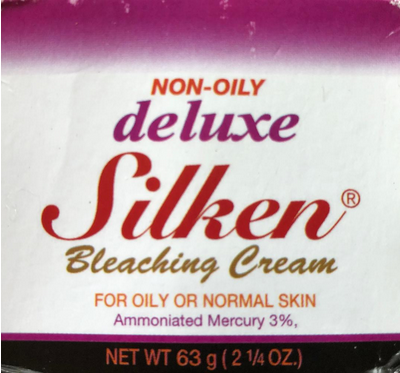 NON-OILY
deluxe
Silken®
Bleaching Cream
FOR OILY OR NORMAL SKIN
Ammoniated Mercury 3%,
NET WT 63 g ( 2 1/4 OZ.)